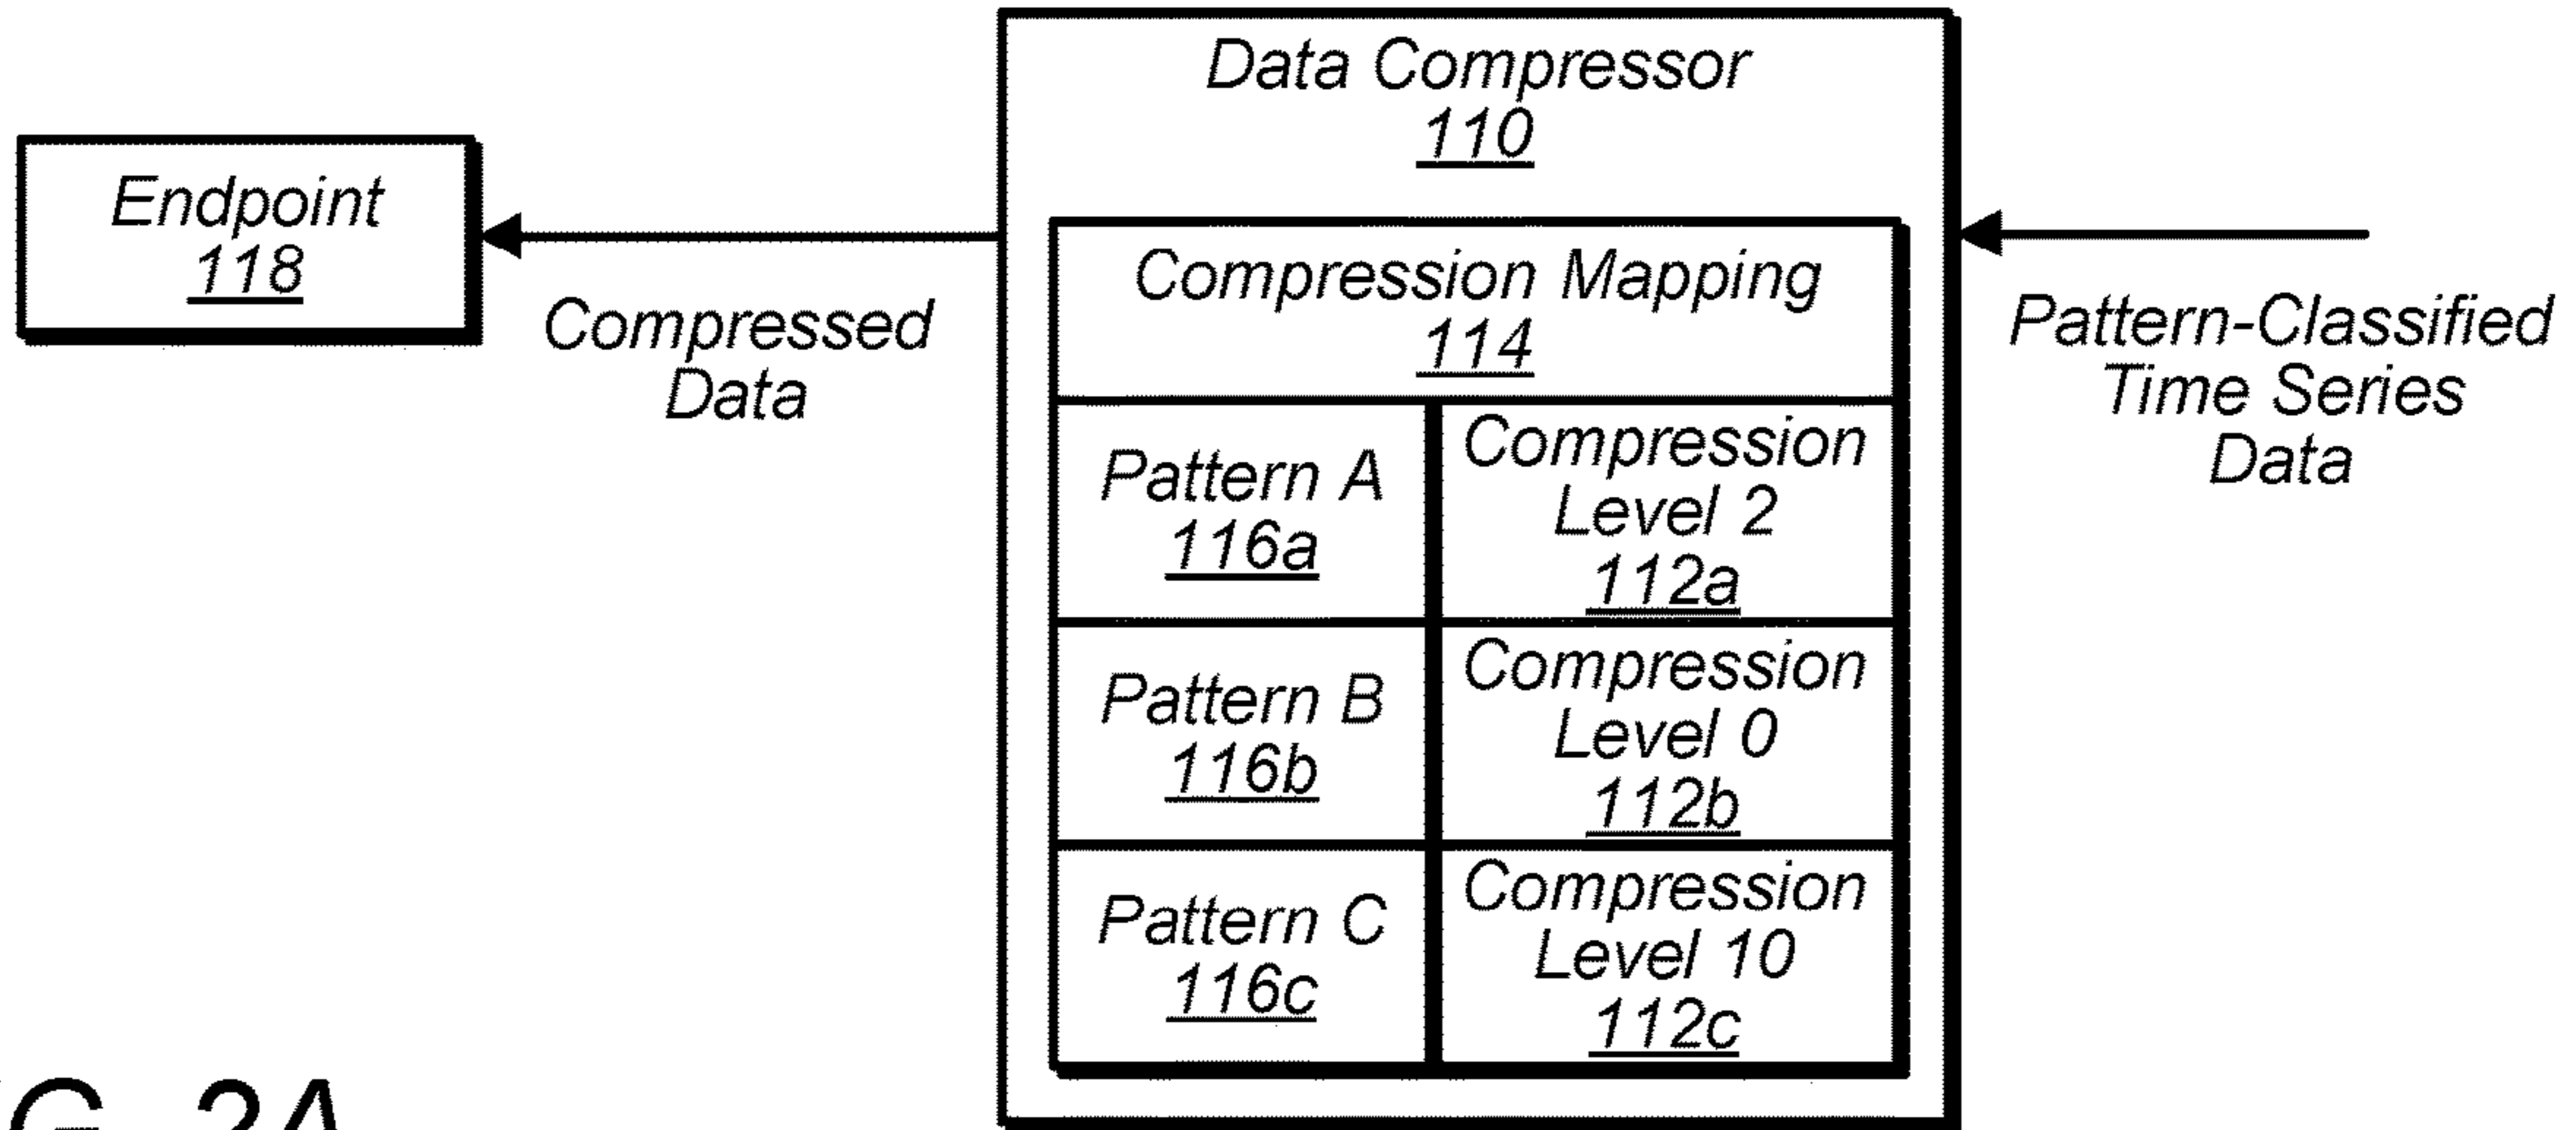 Data Compressor
110
Endpoint
118
Compressed
Data
Compression Mapping
114
Pattern-Classified
Time Series
Data
Pattern A
116a
Compression
Level 2
112a
Pattern B
116b
Compression
Level 0
112b
Pattern C
116c
Compression
Level 10
112c
2A